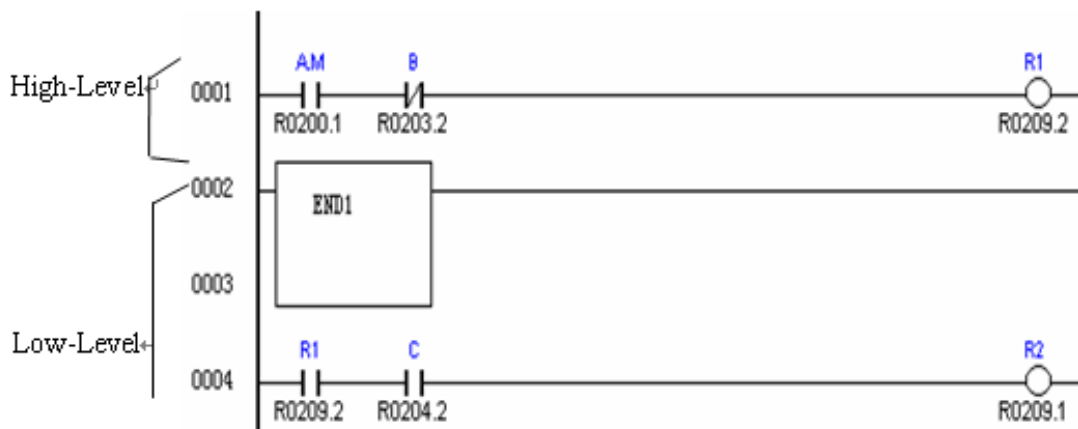 A.M B R1
High-Level 0001
R0200.1 R0203.2 R0209.2
0002
END1
0003
Low-Level
R1 C R2
0004
R0209.2 R0204.2 R0209.1